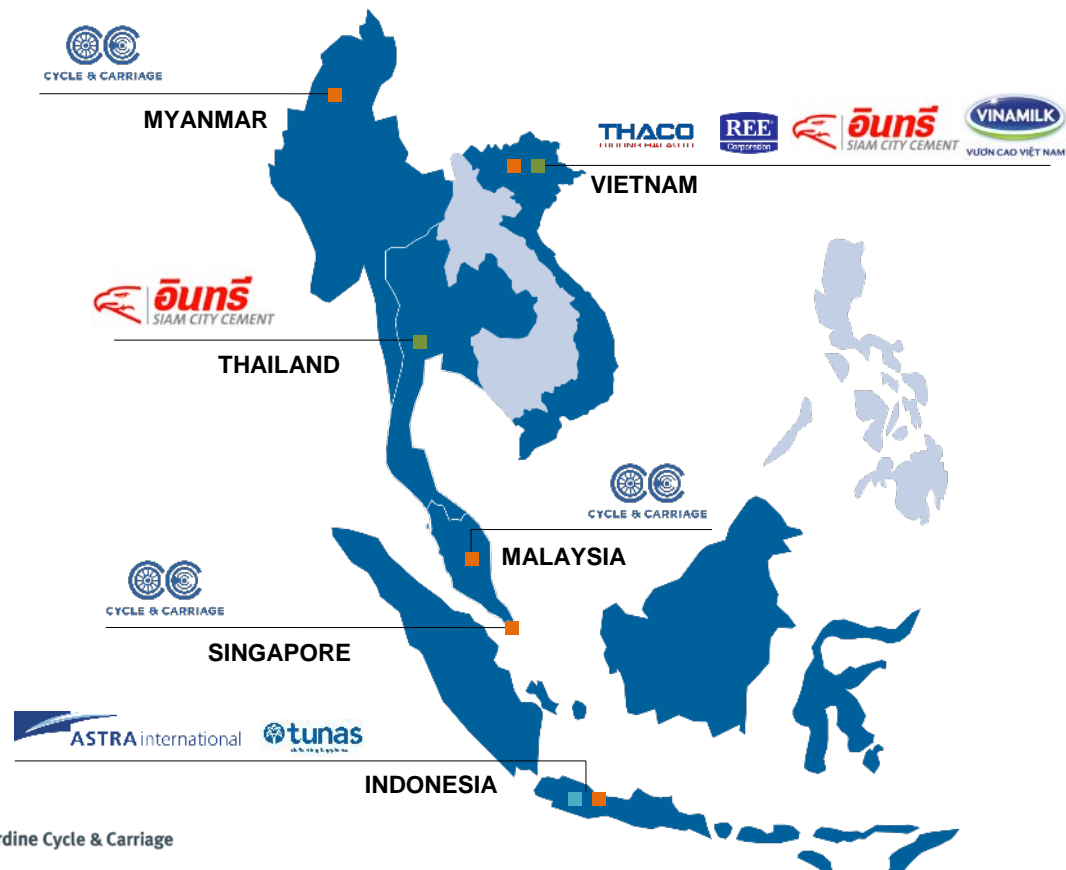 CYCLE & CARRIAGE
MYANMAR
THACO
REE
Corporation
อินทรี
SIAM CITY CEMENT
VINAMILK
VƯƠN CAO VIỆT NAM
VIETNAM
อินทรี
SIAM CITY CEMENT
THAILAND
CYCLE & CARRIAGE
MALAYSIA
CYCLE & CARRIAGE
SINGAPORE
ASTRA international
tunas
INDONESIA
rdine Cycle & Carriage